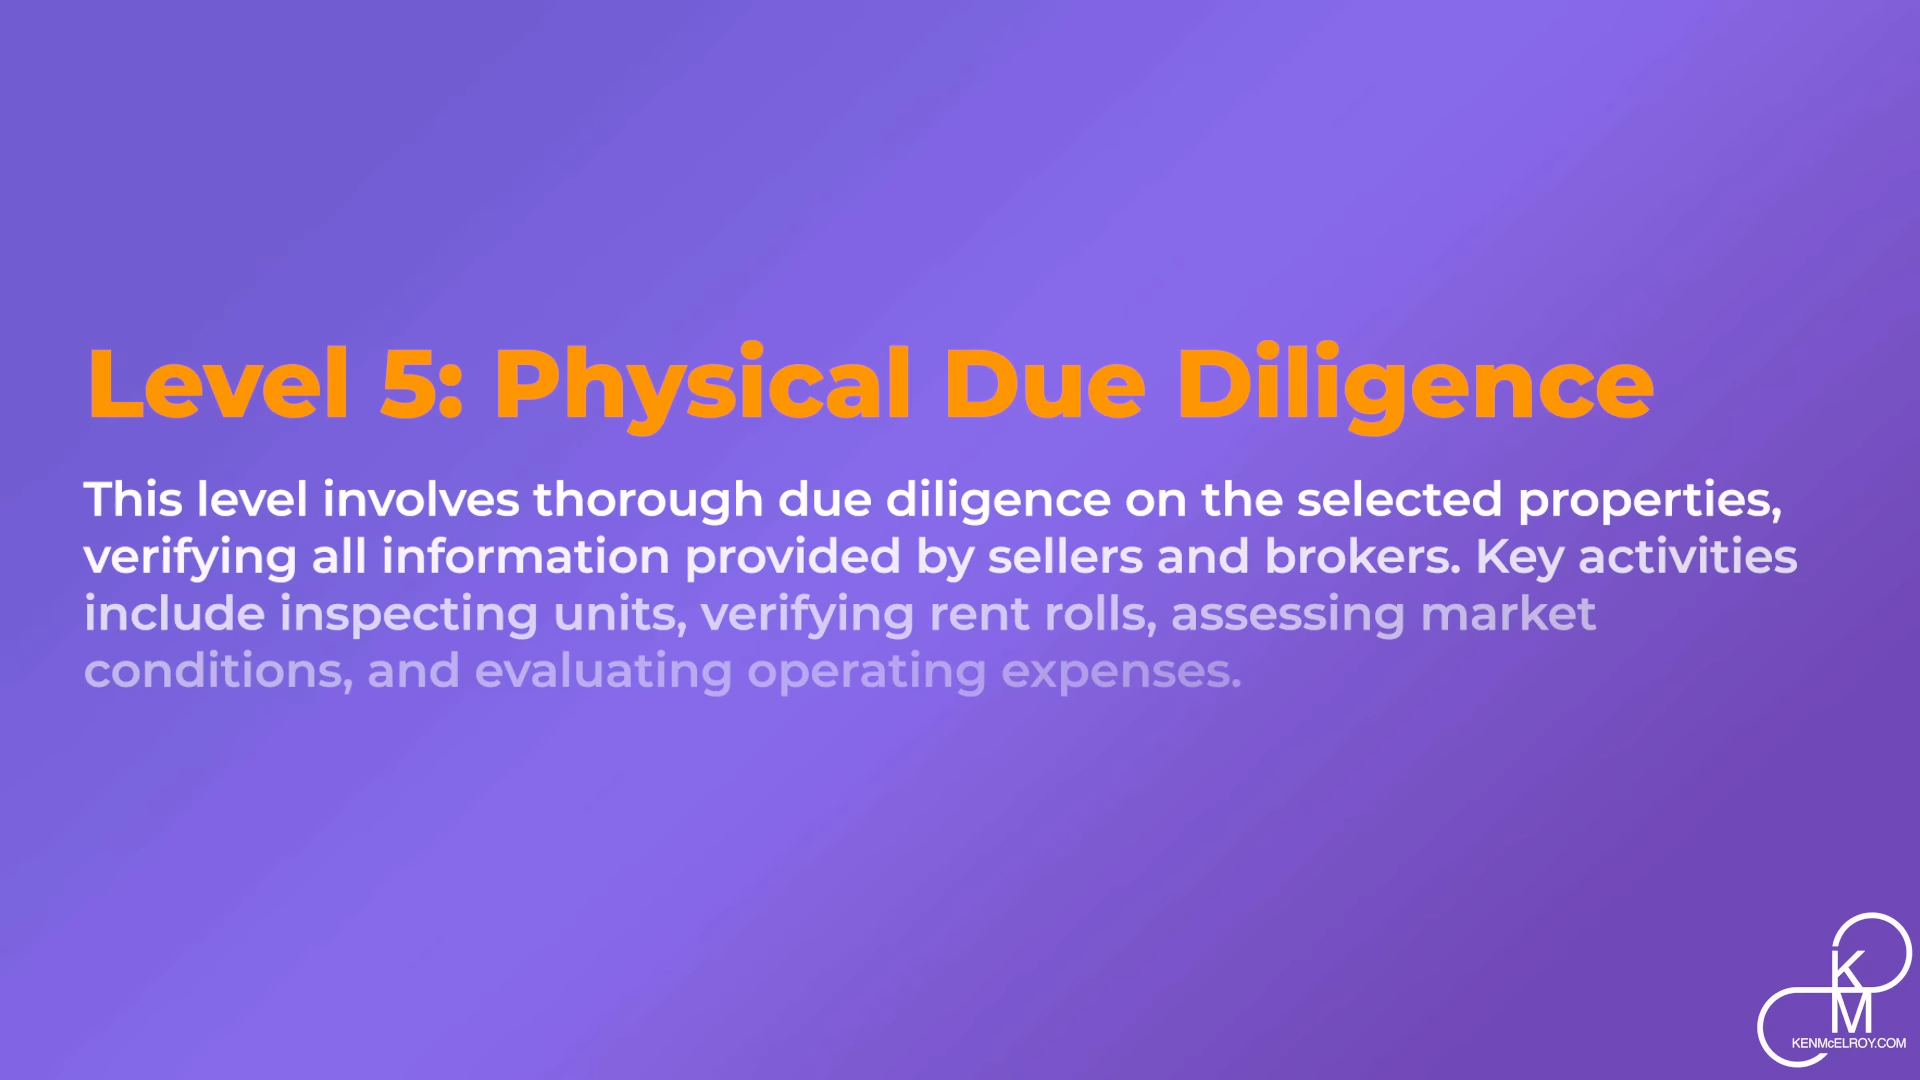 Level 5: Physical Due Diligence
This level involves thorough due diligence on the selected properties,
verifying all information provided by sellers and brokers. Key activities
include inspecting units, verifying rent rolls, assessing market
conditions, and evaluating operating expenses.
K
M
KENMcELROY.COM